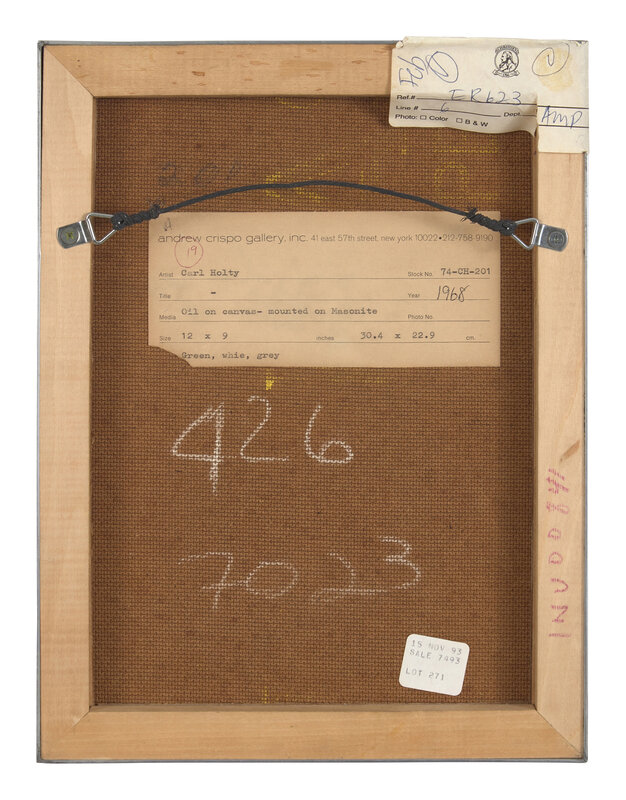 Ref.# ER623
Line # 6 Dept. AMP
Photo: ☐ Color ☐ B & W
201
andrew crispo gallery, inc. 41 east 57th street, new york 10022•212-758-9190
19
Artist Carl Holty Stock No. 74-CH-201
Title - Year 1968
Media Oil on canvas- mounted on Masonite Photo No.
Size 12 x 9 inches 30.4 x 22.9 cm.
Green, whie, grey
426
7023
15 NOV 93
SALE 7493
LOT 271